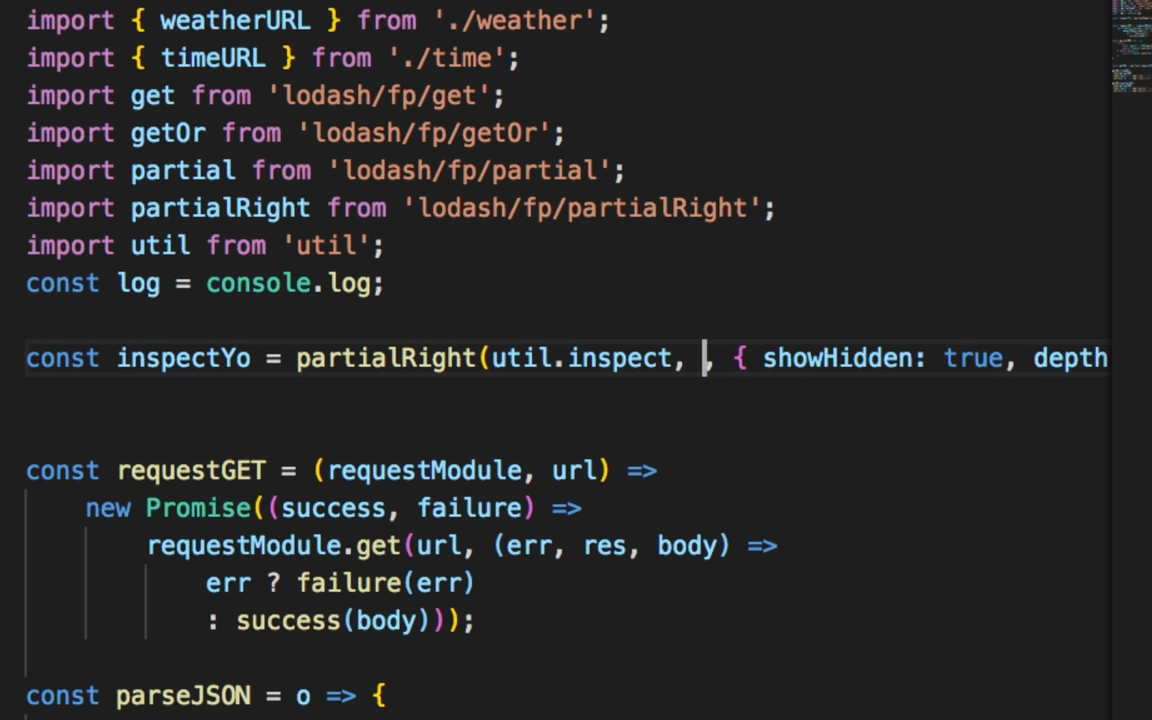 import { weatherURL } from './weather';
import { timeURL } from './time';
import get from 'lodash/fp/get';
import getOr from 'lodash/fp/getOr';
import partial from 'lodash/fp/partial';
import partialRight from 'lodash/fp/partialRight';
import util from 'util';
const log = console.log;
const inspectYo = partialRight(util.inspect, , { showHidden: true, depth
const requestGET = (requestModule, url) =>
new Promise((success, failure) =>
requestModule.get(url, (err, res, body) =>
err ? failure(err)
: success(body)));
const parseJSON = o => {